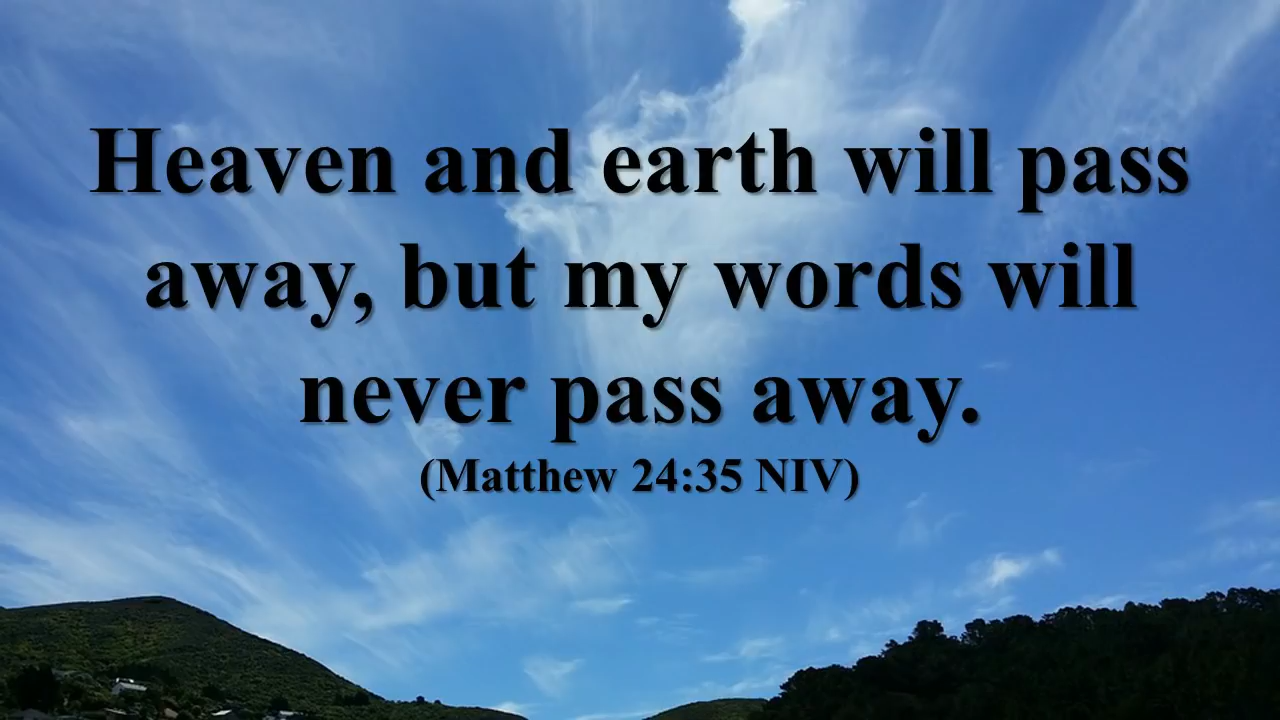 Heaven and earth will pass
away, but my words will
never pass away.
(Matthew 24:35 NIV)